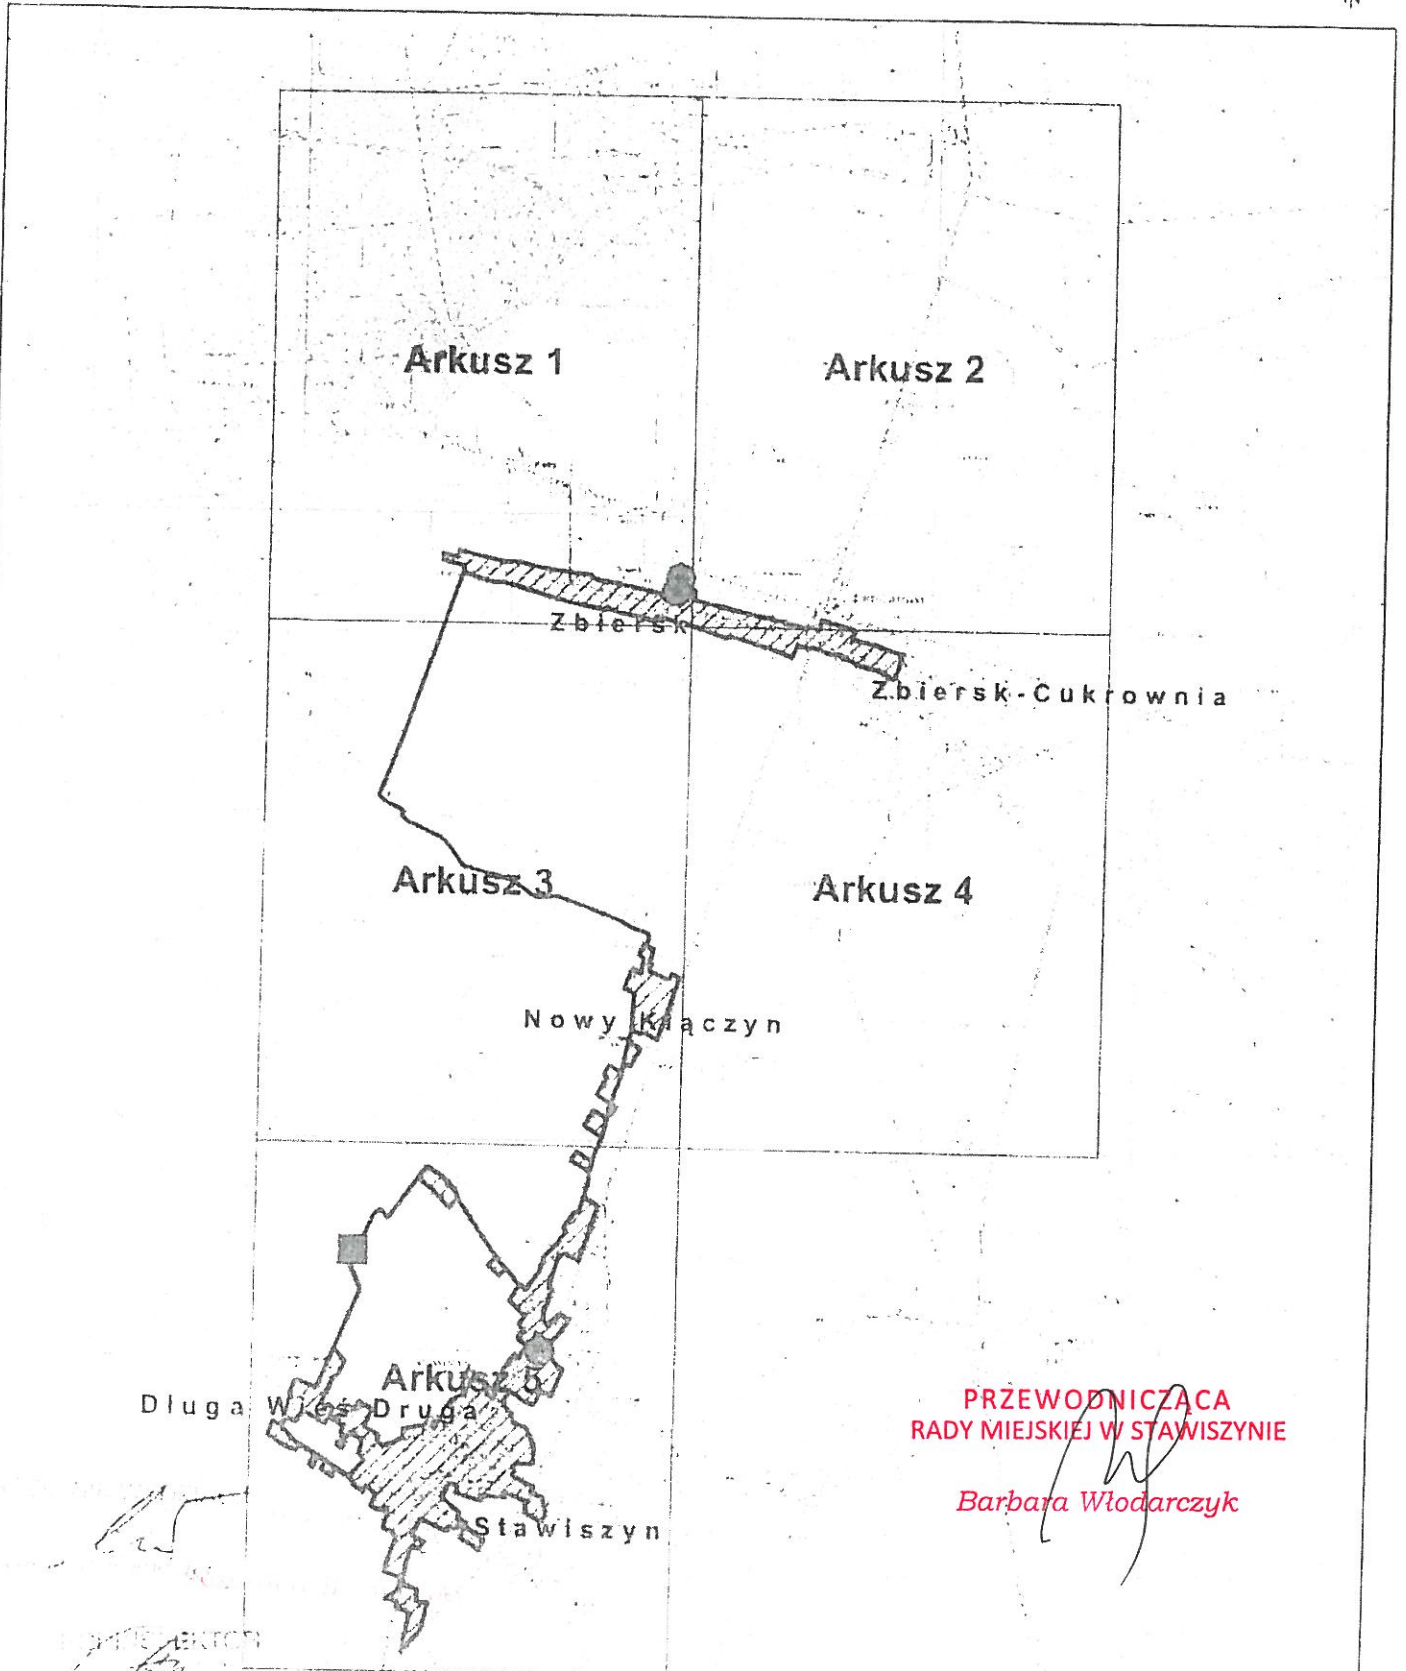 Arkusz 1
Arkusz 2
Zbiersk
Zbiersk-Cukrownia
Arkusz 3
Arkusz 4
Nowy Kiączyn
Arkusz 5
Długa Wieś Druga
Stawiszyn
PRZEWODNICZĄCA
RADY MIEJSKIEJ W STAWISZYNIE
Barbara Włodarczyk